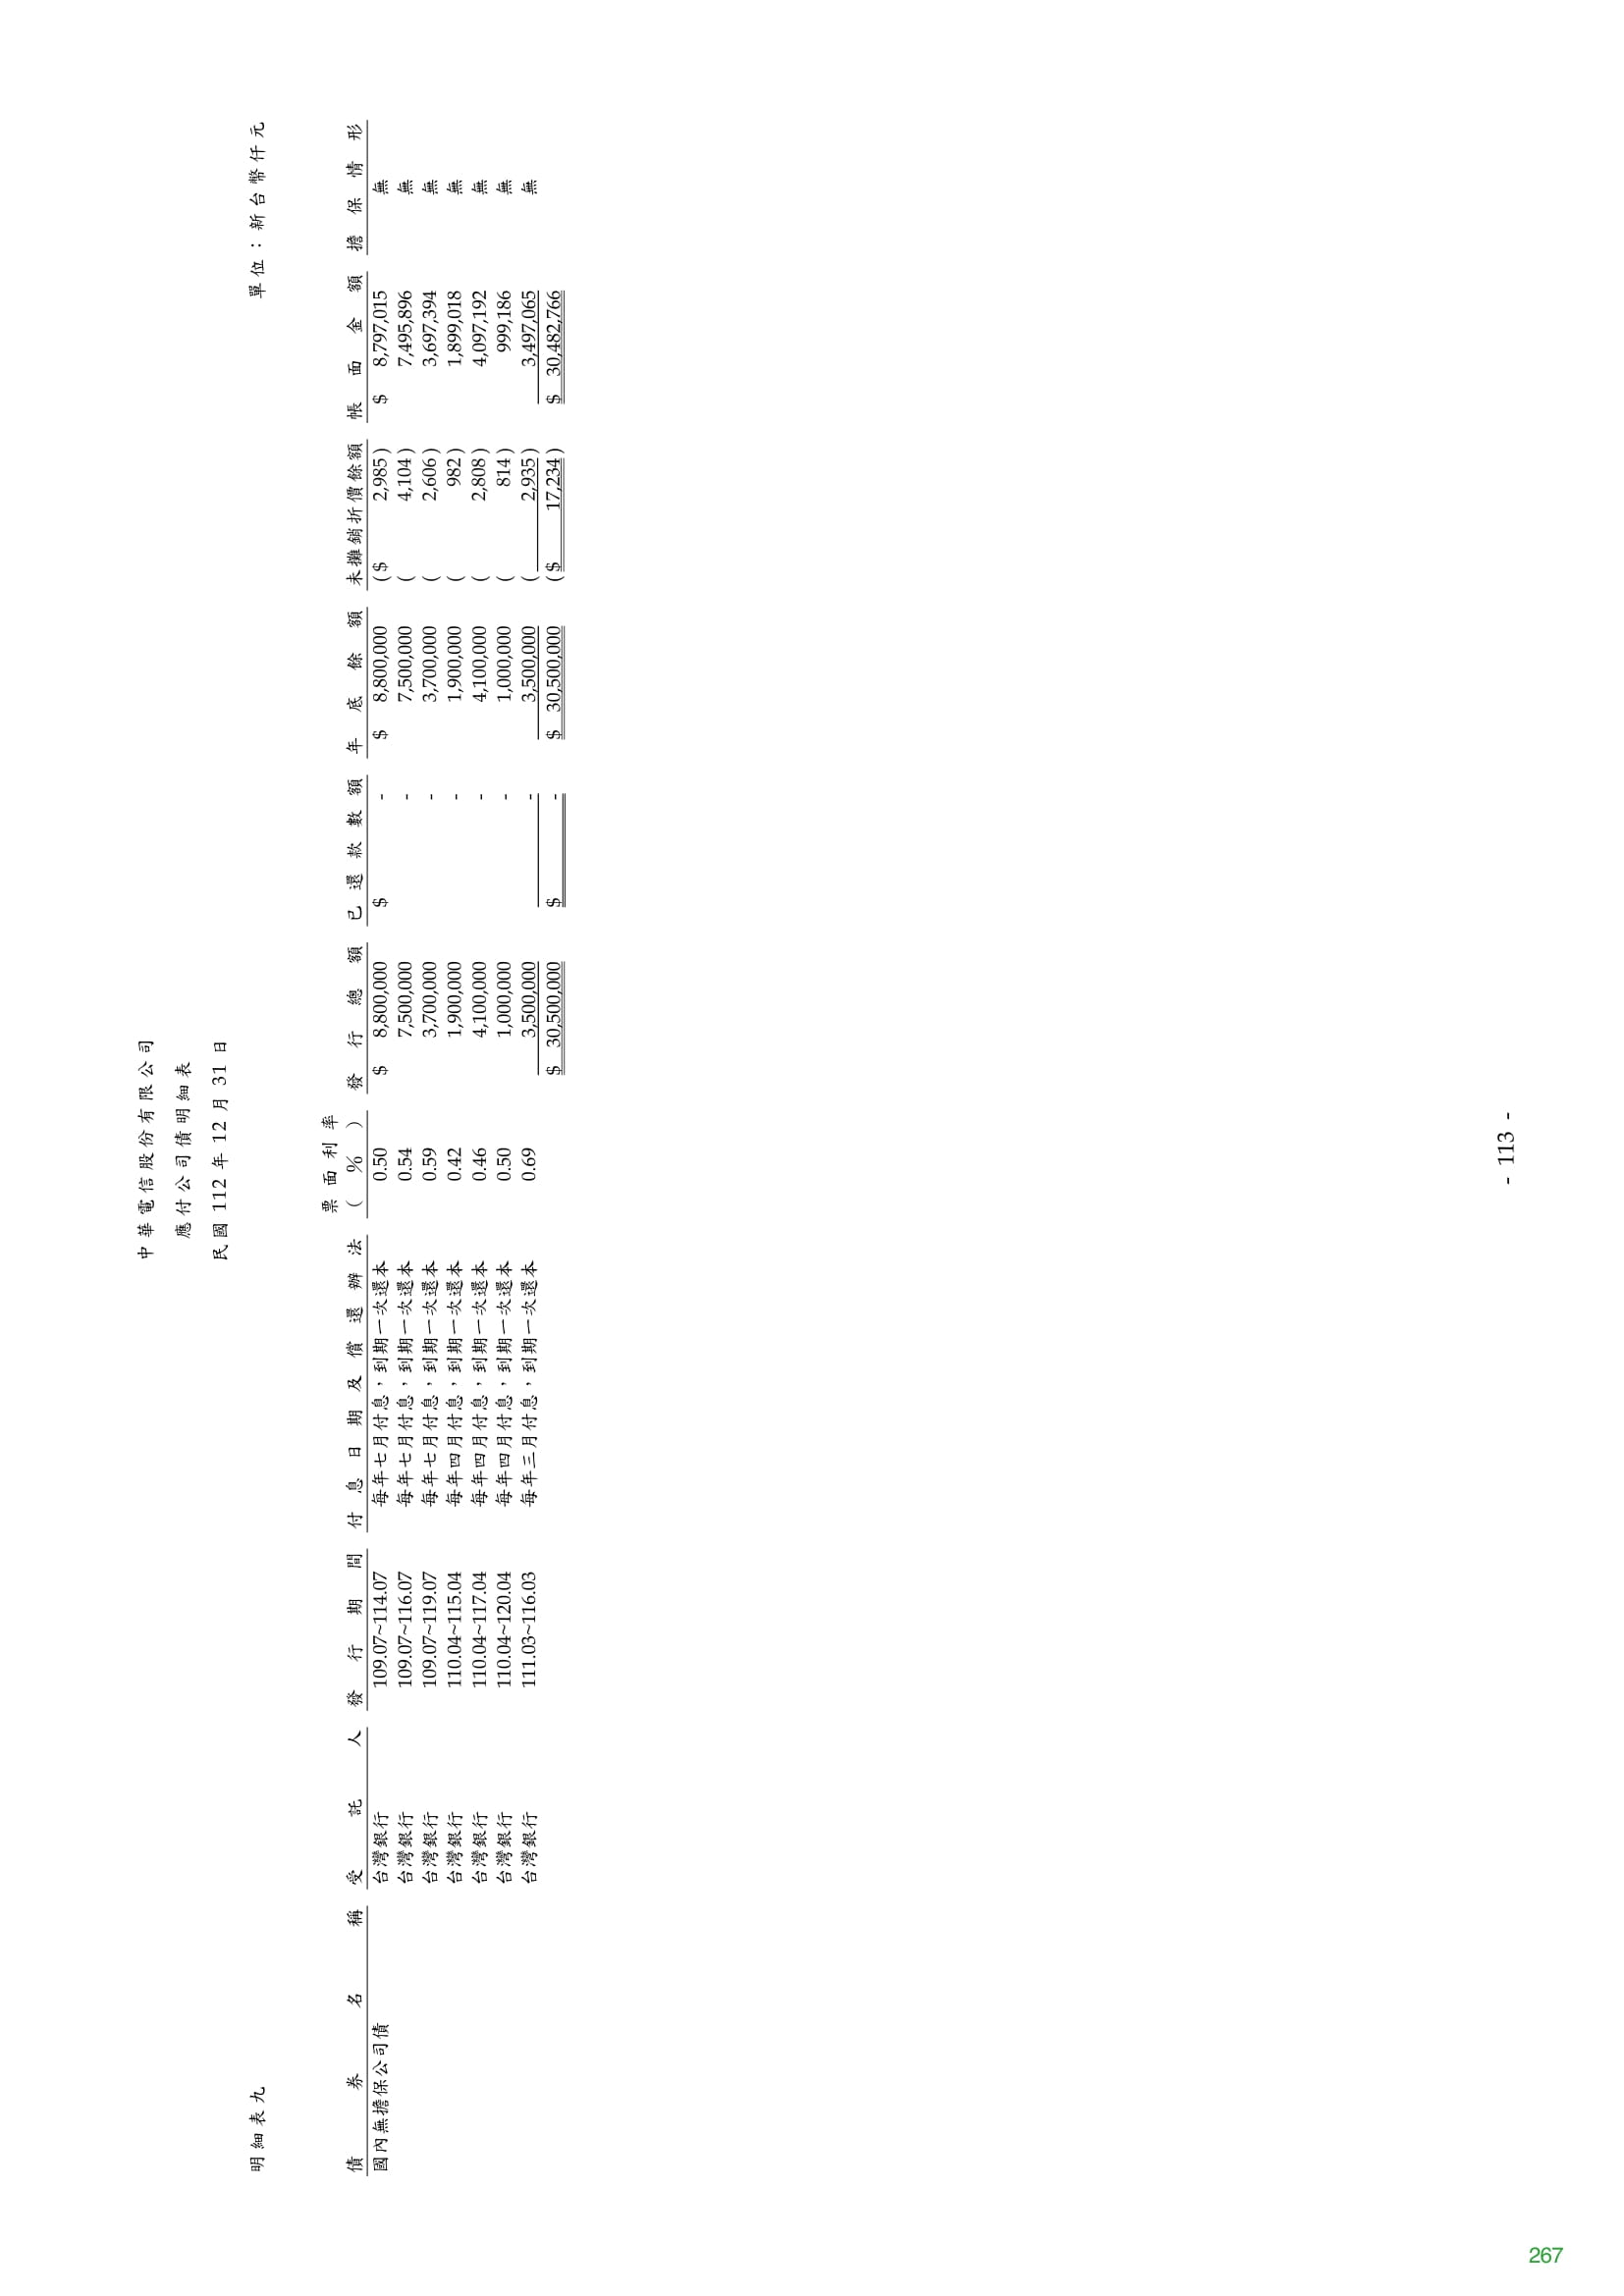 中華電信股份有限公司
應付公司債明細表
民國 112 年 12 月 31 日
明細表九 單位：新台幣仟元
債券名稱 受託人 發行期間 付息日期及償還辦法 票面利率（%） 發行總額 已還款數額 年底餘額 未攤銷折價餘額 帳面金額 擔保情形
國內無擔保公司債 台灣銀行 109.07~114.07 每年七月付息，到期一次還本 0.50 $ 8,800,000 $ - $ 8,800,000 ($ 2,985) $ 8,797,015 無
台灣銀行 109.07~116.07 每年七月付息，到期一次還本 0.54 7,500,000 - 7,500,000 ( 4,104) 7,495,896 無
台灣銀行 109.07~119.07 每年七月付息，到期一次還本 0.59 3,700,000 - 3,700,000 ( 2,606) 3,697,394 無
台灣銀行 110.04~115.04 每年四月付息，到期一次還本 0.42 1,900,000 - 1,900,000 ( 982) 1,899,018 無
台灣銀行 110.04~117.04 每年四月付息，到期一次還本 0.46 4,100,000 - 4,100,000 ( 2,808) 4,097,192 無
台灣銀行 110.04~120.04 每年四月付息，到期一次還本 0.50 1,000,000 - 1,000,000 ( 814) 999,186 無
台灣銀行 111.03~116.03 每年三月付息，到期一次還本 0.69 3,500,000 - 3,500,000 ( 2,935) 3,497,065 無
$ 30,500,000 $ - $ 30,500,000 ($ 17,234) $ 30,482,766
- 113 -
267